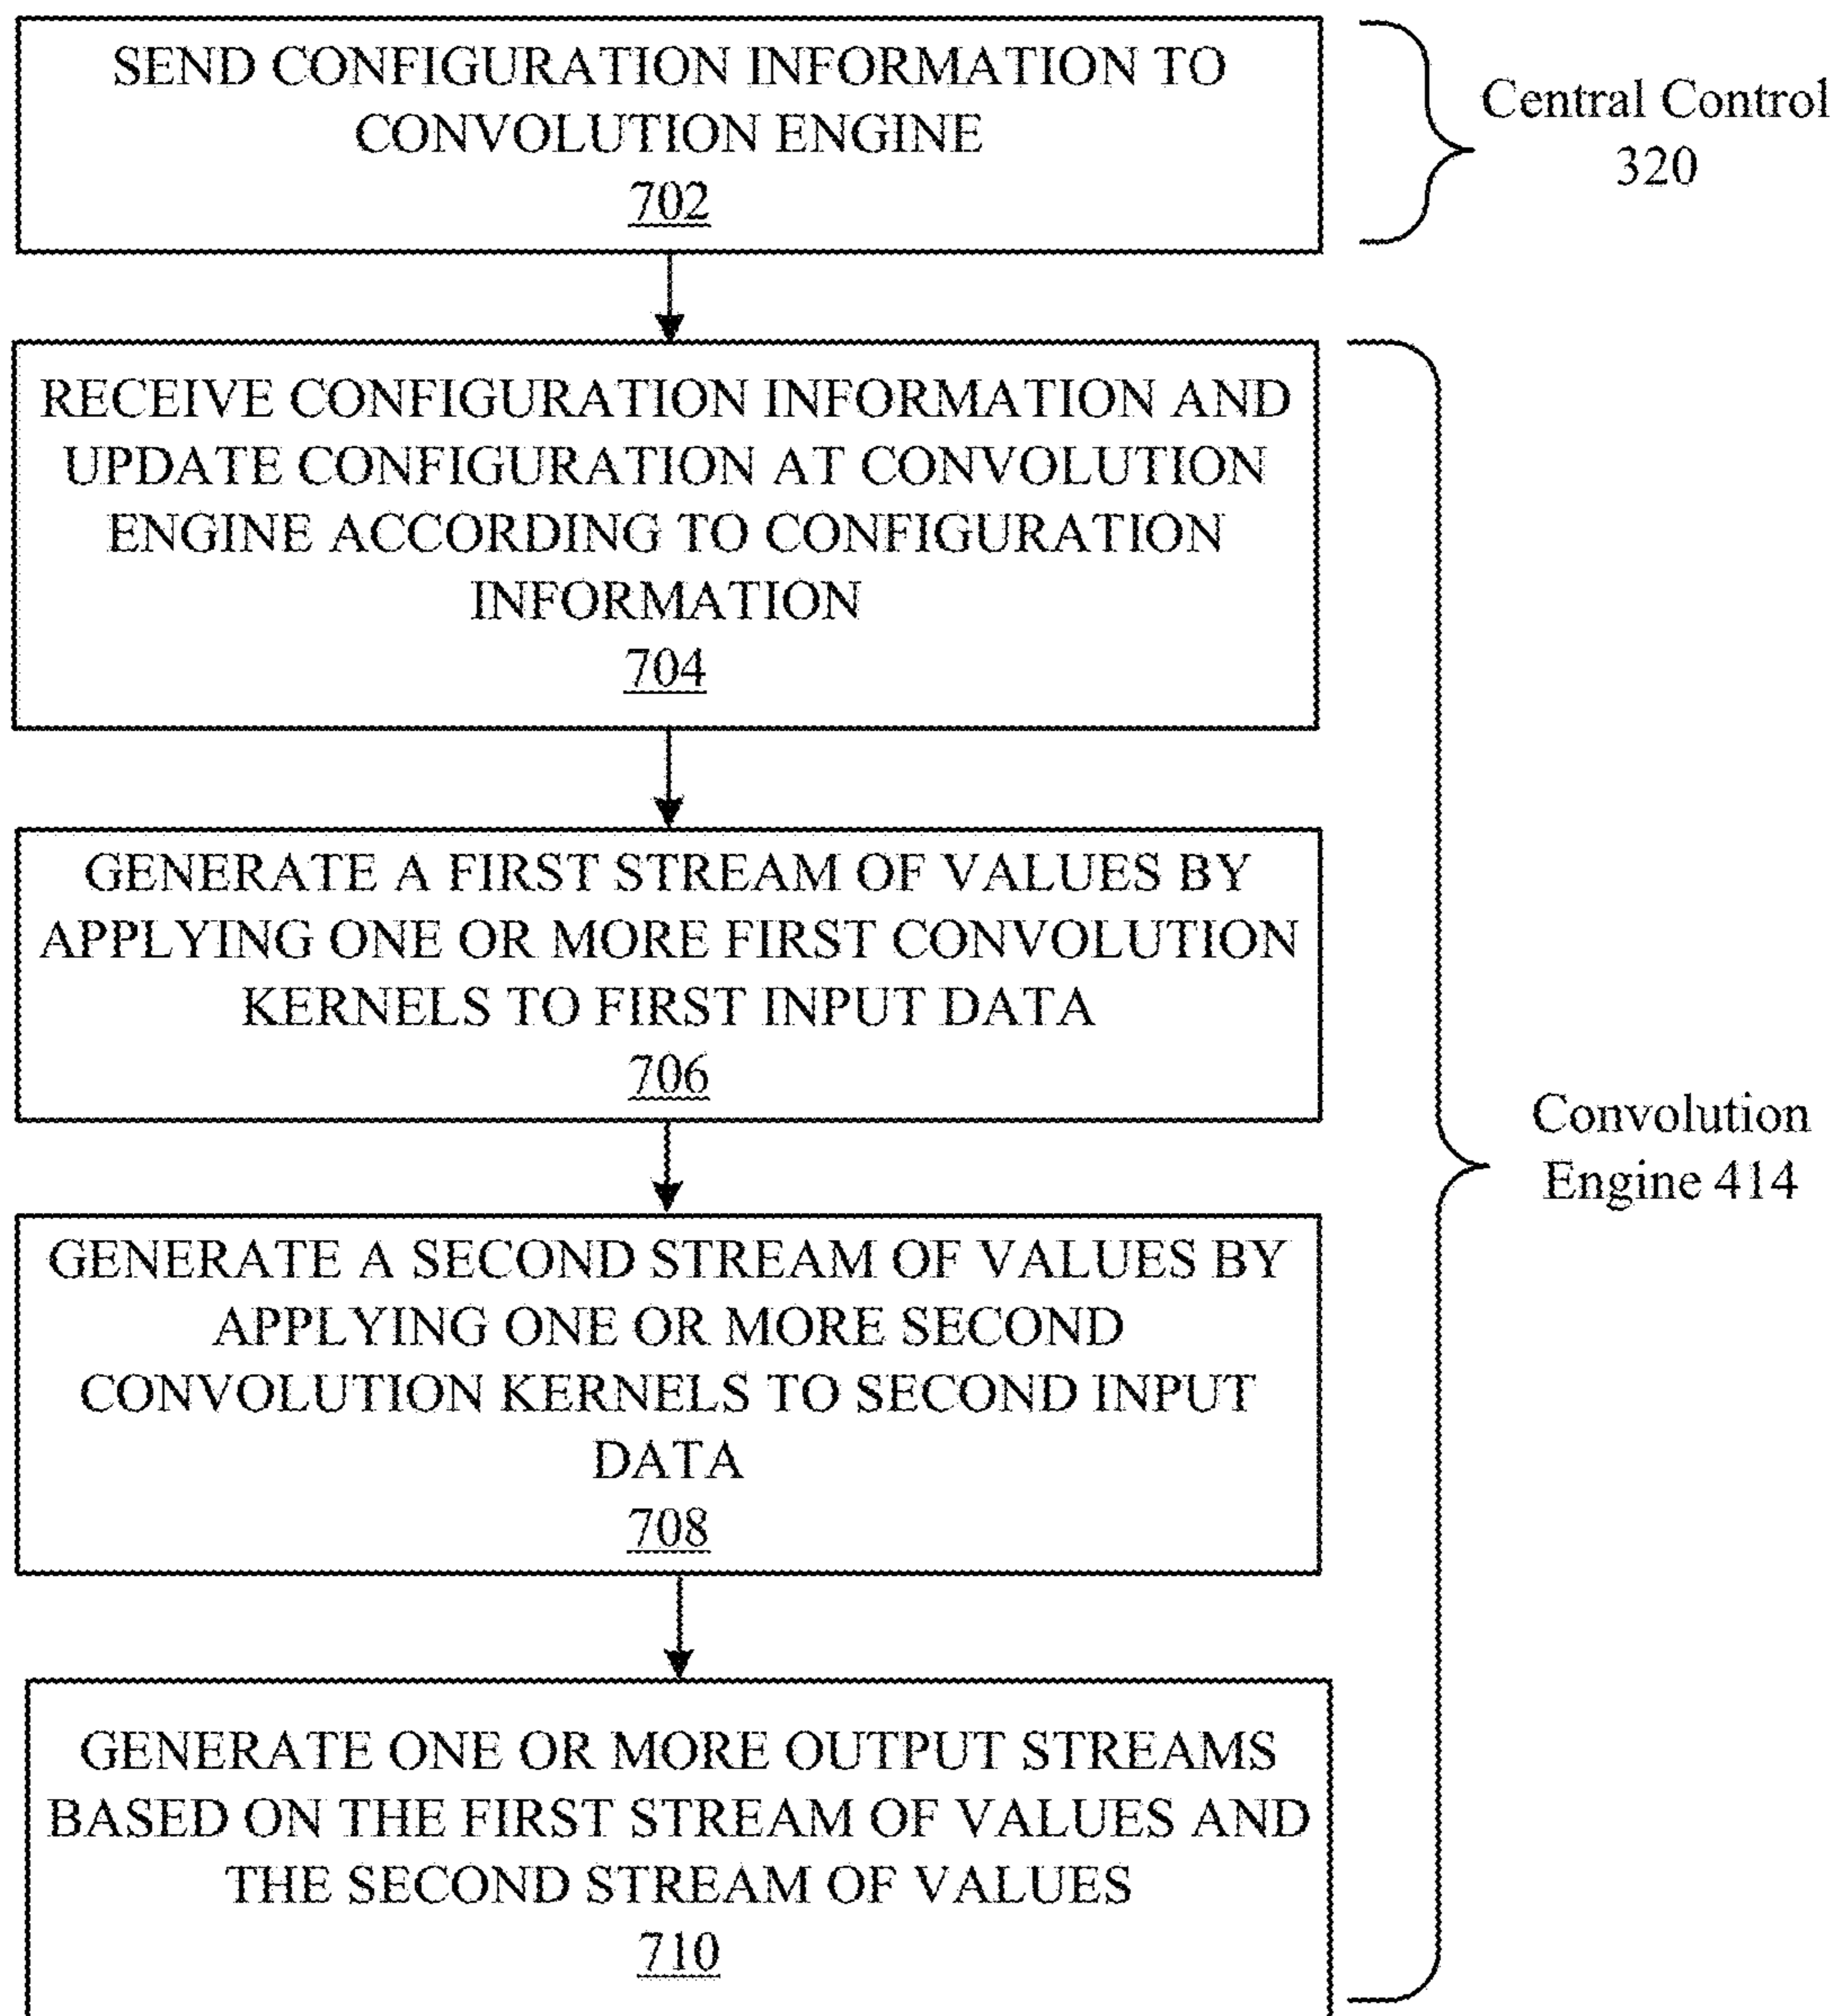 SEND CONFIGURATION INFORMATION TO
CONVOLUTION ENGINE
702
Central Control
320
RECEIVE CONFIGURATION INFORMATION AND
UPDATE CONFIGURATION AT CONVOLUTION
ENGINE ACCORDING TO CONFIGURATION
INFORMATION
704
GENERATE A FIRST STREAM OF VALUES BY
APPLYING ONE OR MORE FIRST CONVOLUTION
KERNELS TO FIRST INPUT DATA
706
GENERATE A SECOND STREAM OF VALUES BY
APPLYING ONE OR MORE SECOND
CONVOLUTION KERNELS TO SECOND INPUT
DATA
708
GENERATE ONE OR MORE OUTPUT STREAMS
BASED ON THE FIRST STREAM OF VALUES AND
THE SECOND STREAM OF VALUES
710
Convolution
Engine 414